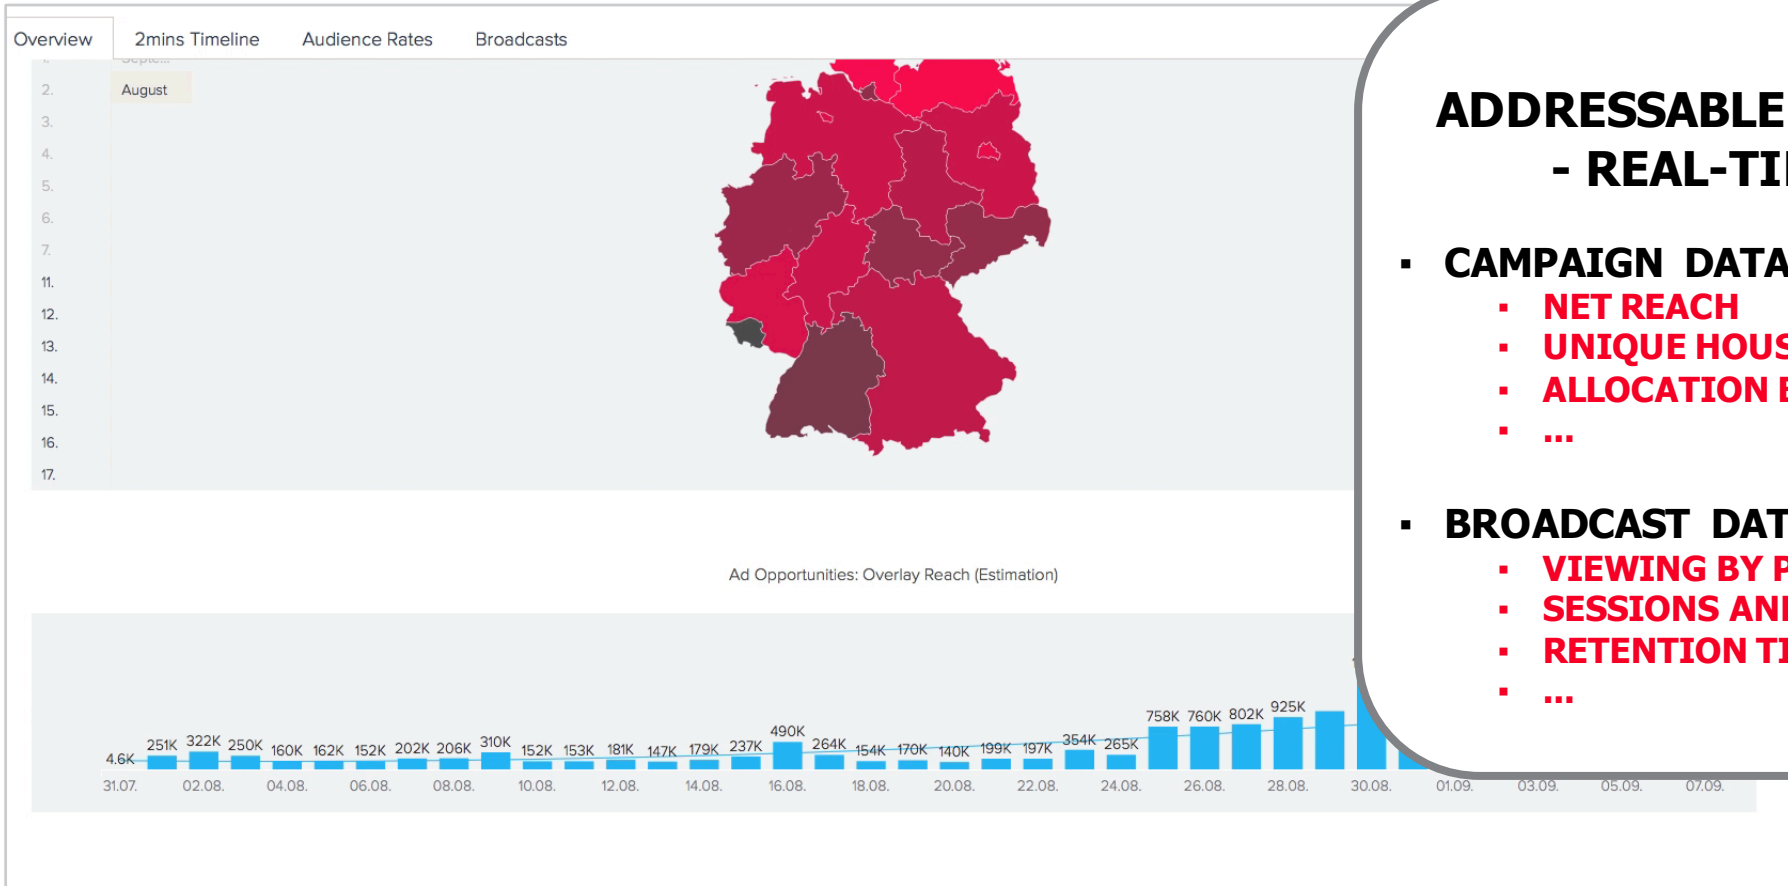 Overview 2mins Timeline Audience Rates Broadcasts
1.
2. August
3.
4.
5.
6.
7.
11.
12.
13.
14.
15.
16.
17.
ADDRESSABLE
- REAL-TI
▪ CAMPAIGN DATA
▪ NET REACH
▪ UNIQUE HOUS
▪ ALLOCATION
▪ ...
▪ BROADCAST DAT
▪ VIEWING BY
▪ SESSIONS AN
▪ RETENTION TI
▪ ...
Ad Opportunities: Overlay Reach (Estimation)
4.6K 251K 322K 250K 160K 162K 152K 202K 206K 310K 152K 153K 181K 147K 179K 237K 490K 264K 154K 170K 140K 199K 197K 354K 265K 758K 760K 802K 925K
31.07. 02.08. 04.08. 06.08. 08.08. 10.08. 12.08. 14.08. 16.08. 18.08. 20.08. 22.08. 24.08. 26.08. 28.08. 30.08. 01.09. 03.09. 05.09. 07.09.